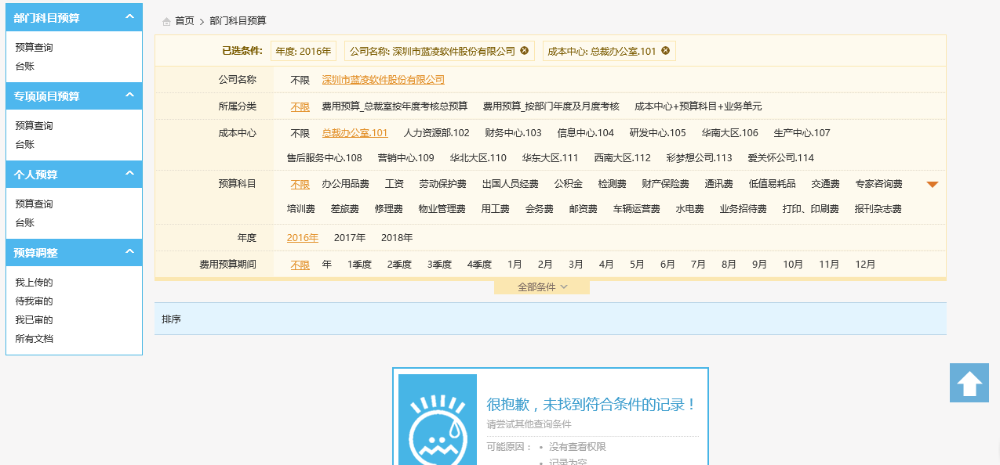 部门科目预算
预算查询
台账
专项项目预算
预算查询
台账
个人预算
预算查询
台账
预算调整
我上传的
待我审的
我已审的
所有文档
首页 > 部门科目预算
已选条件: 年度: 2016年 公司名称: 深圳市蓝凌软件股份有限公司 成本中心: 总裁办公室.101
公司名称 不限 深圳市蓝凌软件股份有限公司
所属分类 不限 费用预算_总裁室按年度考核总预算 费用预算_按部门年度及月度考核 成本中心+预算科目+业务单元
成本中心 不限 总裁办公室.101 人力资源部.102 财务中心.103 信息中心.104 研发中心.105 华南大区.106 生产中心.107
售后服务中心.108 营销中心.109 华北大区.110 华东大区.111 西南大区.112 彩梦想公司.113 爱关怀公司.114
预算科目 不限 办公用品费 工资 劳动保护费 出国人员经费 公积金 检测费 财产保险费 通讯费 低值易耗品 交通费 专家咨询费
培训费 差旅费 修理费 物业管理费 用工费 会务费 邮资费 车辆运营费 水电费 业务招待费 打印、印刷费 报刊杂志费
年度 2016年 2017年 2018年
费用预算期间 不限 年 1季度 2季度 3季度 4季度 1月 2月 3月 4月 5月 6月 7月 8月 9月 10月 11月 12月
全部条件
排序
很抱歉，未找到符合条件的记录！
请尝试其他查询条件
可能原因： • 没有查看权限
• 记录为空